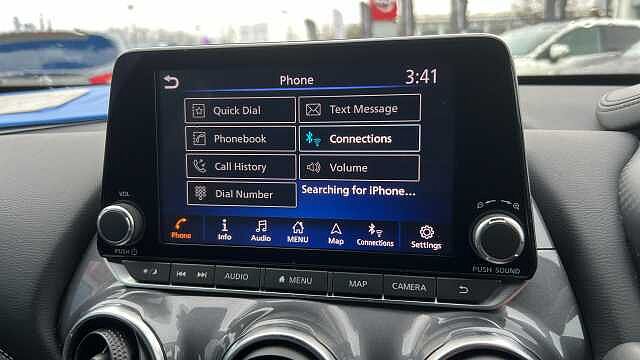 Phone
3:41
Quick Dial
Text Message
Phonebook
Connections
Call History
Volume
Dial Number
Searching for iPhone...
Phone
Info
Audio
MENU
Map
Connections
Settings
VOL
PUSH
PUSH SOUND
AUDIO
MENU
MAP
CAMERA